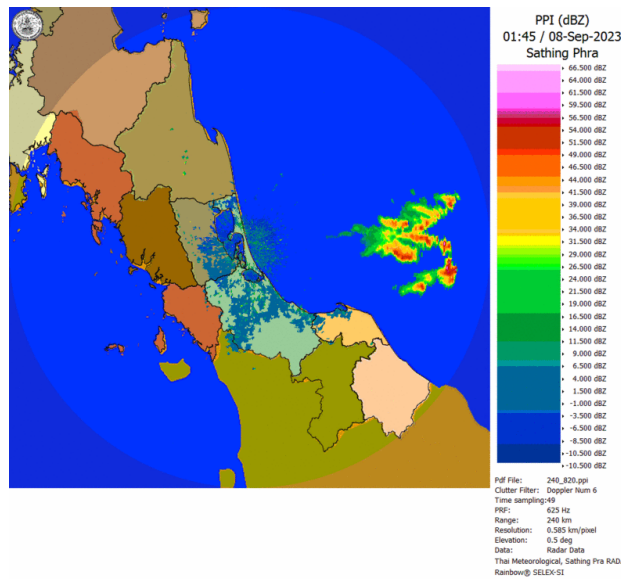 PPI (dBZ)
01:45 / 08-Sep-2023
Sathing Phra
66.500 dBZ
64.000 dBZ
61.500 dBZ
59.500 dBZ
56.500 dBZ
54.000 dBZ
51.500 dBZ
49.000 dBZ
46.500 dBZ
44.000 dBZ
41.500 dBZ
39.000 dBZ
36.500 dBZ
34.000 dBZ
31.500 dBZ
29.000 dBZ
26.500 dBZ
24.000 dBZ
21.500 dBZ
19.000 dBZ
16.500 dBZ
14.000 dBZ
11.500 dBZ
9.000 dBZ
6.500 dBZ
4.000 dBZ
1.500 dBZ
-1.000 dBZ
-3.500 dBZ
-6.500 dBZ
-8.500 dBZ
-10.500 dBZ
-10.500 dBZ
Pdf File: 240_820.ppi
Clutter Filter: Doppler Num 6
Time sampling:49
PRF: 625 Hz
Range: 240 km
Resolution: 0.585 km/pixel
Elevation: 0.5 deg
Data: Radar Data
Thai Meteorological, Sathing Pra RAD
Rainbow® SELEX-SI